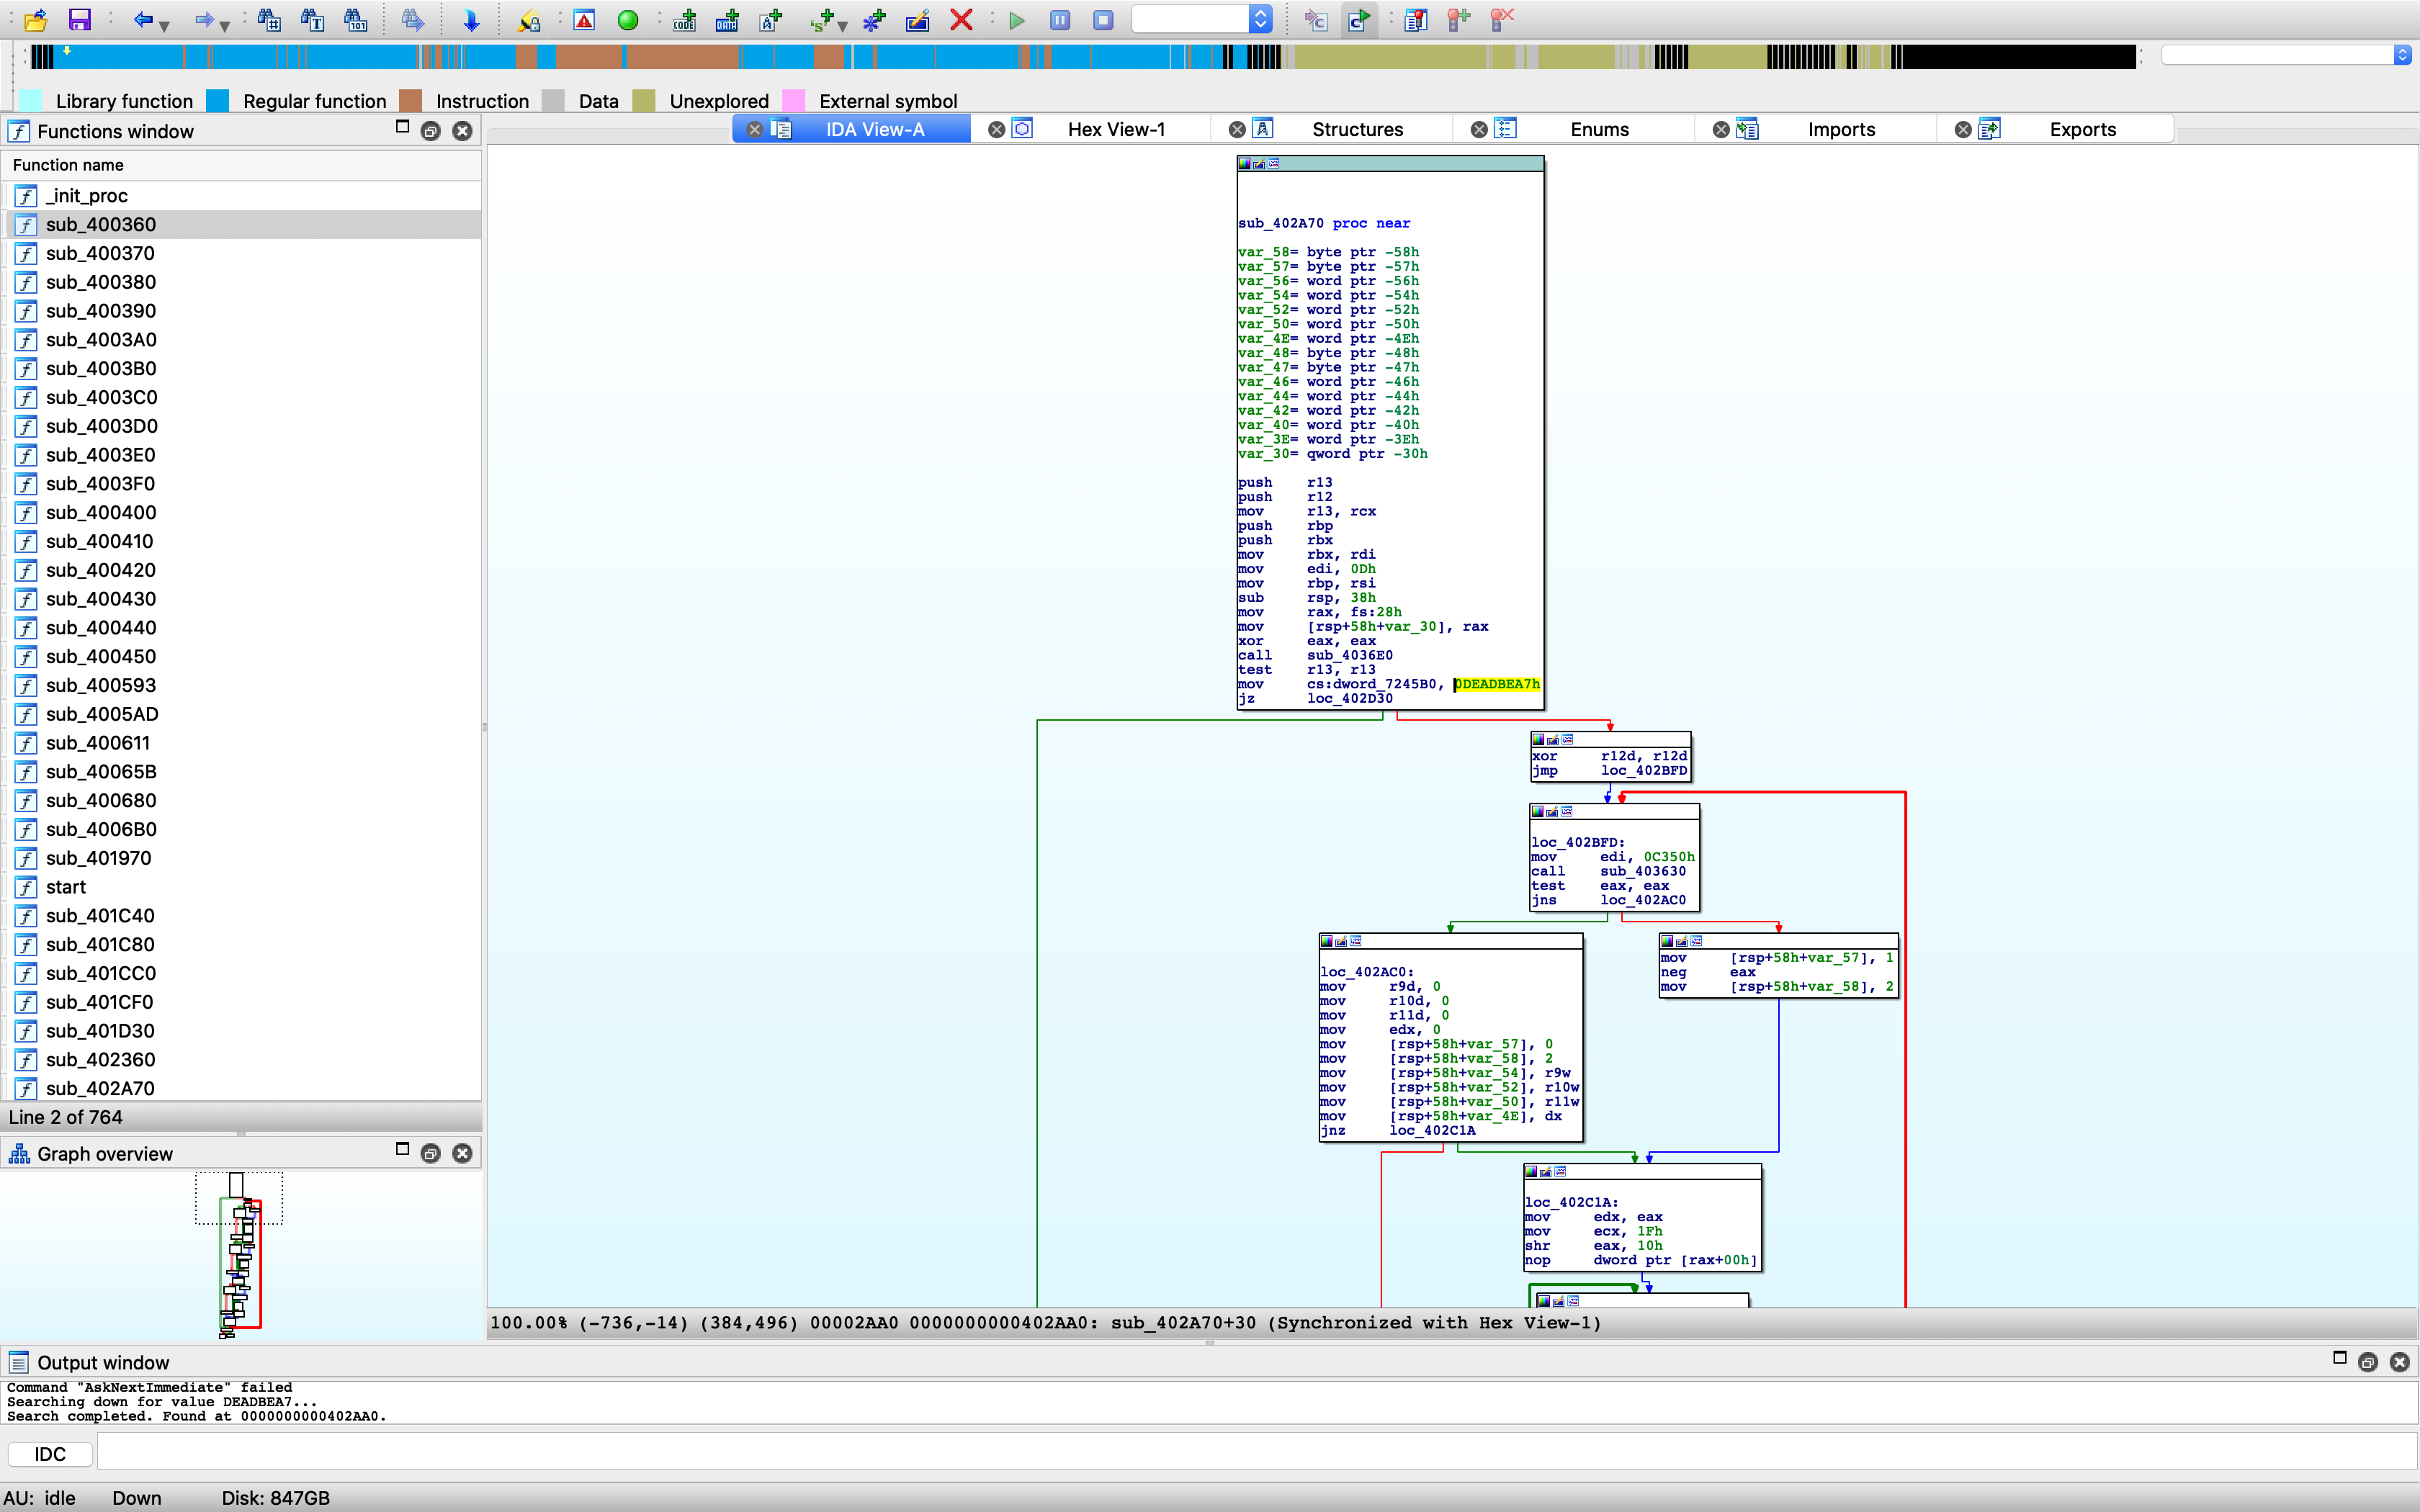 Library function Regular function Instruction Data Unexplored External symbol
Functions window
Function name
_init_proc
sub_400360
sub_400370
sub_400380
sub_400390
sub_4003A0
sub_4003B0
sub_4003C0
sub_4003D0
sub_4003E0
sub_4003F0
sub_400400
sub_400410
sub_400420
sub_400430
sub_400440
sub_400450
sub_400593
sub_4005AD
sub_400611
sub_40065B
sub_400680
sub_4006B0
sub_401970
start
sub_401C40
sub_401C80
sub_401CC0
sub_401CF0
sub_401D30
sub_402360
sub_402A70
Line 2 of 764
Graph overview
IDA View-A Hex View-1 Structures Enums Imports Exports
sub_402A70 proc near
var_58= byte ptr -58h
var_57= byte ptr -57h
var_56= word ptr -56h
var_54= word ptr -54h
var_52= word ptr -52h
var_50= word ptr -50h
var_4E= word ptr -4Eh
var_48= byte ptr -48h
var_47= byte ptr -47h
var_46= word ptr -46h
var_44= word ptr -44h
var_42= word ptr -42h
var_40= word ptr -40h
var_3E= word ptr -3Eh
var_30= qword ptr -30h
push r13
push r12
mov r13, rcx
push rbp
push rbx
mov rbx, rdi
mov edi, 0Dh
mov rbp, rsi
sub rsp, 38h
mov rax, fs:28h
mov [rsp+58h+var_30], rax
xor eax, eax
call sub_4036E0
test r13, r13
mov cs:dword_7245B0, 0DEADBEA7h
jz loc_402D30
xor r12d, r12d
jmp loc_402BFD
loc_402BFD:
mov edi, 0C350h
call sub_403630
test eax, eax
jns loc_402AC0
loc_402AC0:
mov r9d, 0
mov r10d, 0
mov r11d, 0
mov edx, 0
mov [rsp+58h+var_57], 0
mov [rsp+58h+var_58], 2
mov [rsp+58h+var_54], r9w
mov [rsp+58h+var_52], r10w
mov [rsp+58h+var_50], r11w
mov [rsp+58h+var_4E], dx
jnz loc_402C1A
mov [rsp+58h+var_57], 1
neg eax
mov [rsp+58h+var_58], 2
loc_402C1A:
mov edx, eax
mov ecx, 1Fh
shr eax, 10h
nop dword ptr [rax+00h]
100.00% (-736,-14) (384,496) 00002AA0 0000000000402AA0: sub_402A70+30 (Synchronized with Hex View-1)
Output window
Command "AskNextImmediate" failed
Searching down for value DEADBEA7...
Search completed. Found at 0000000000402AA0.
IDC
AU: idle Down Disk: 847GB